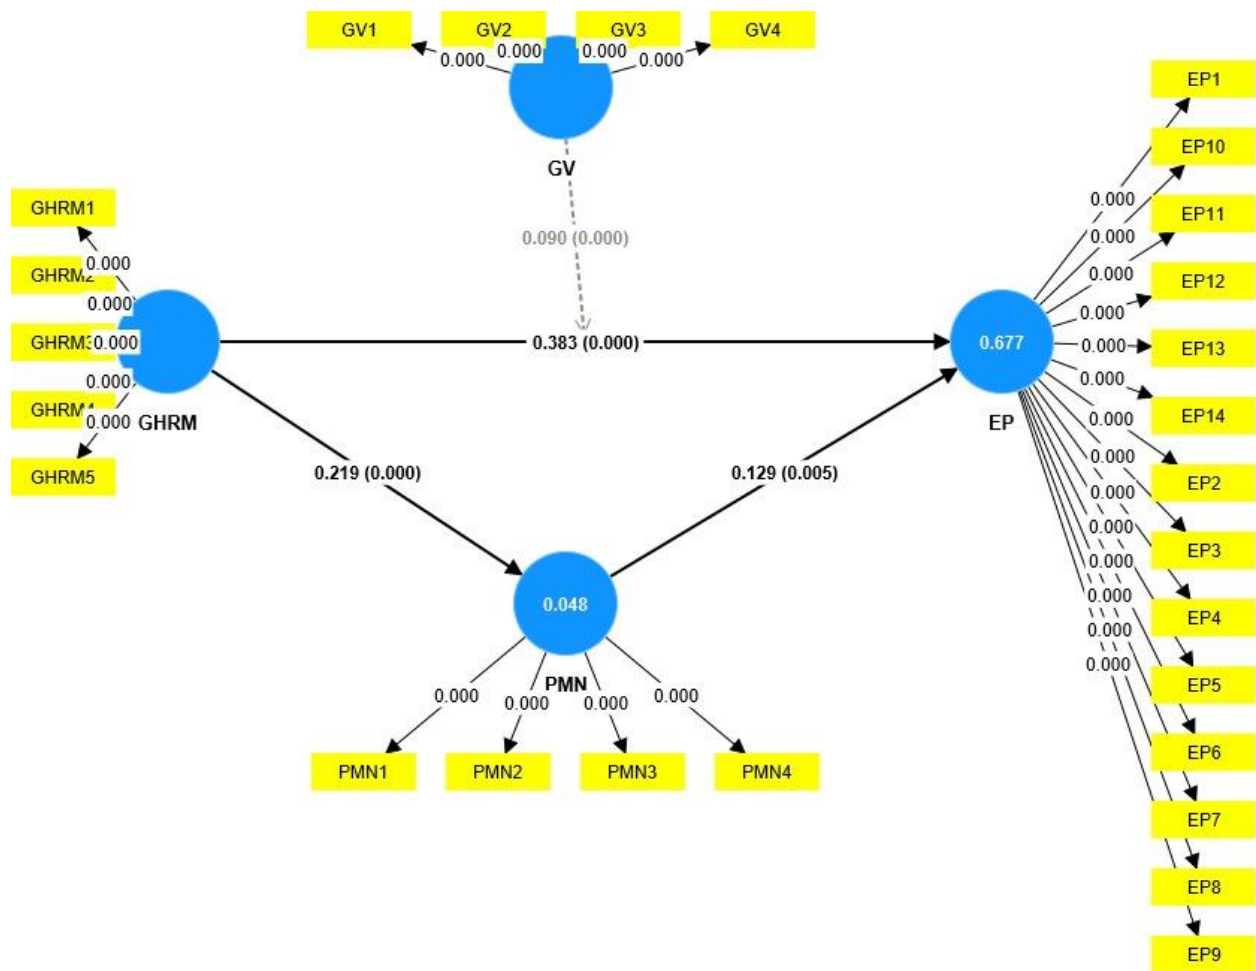 GV1 GV2 GV3 GV4
0.000 0.000 0.000 0.000
GV
0.090 (0.000)
GHRM1
GHRM2
GHRM3
GHRM4
GHRM5
0.000
0.000
0.000
0.000
0.000
GHRM
0.383 (0.000)
0.219 (0.000)
0.129 (0.005)
0.677
EP
0.048
PMN
0.000 0.000 0.000 0.000
PMN1 PMN2 PMN3 PMN4
0.000
0.000
0.000
0.000
0.000
0.000
0.000
0.000
0.000
0.000
0.000
0.000
0.000
0.000
EP1
EP10
EP11
EP12
EP13
EP14
EP2
EP3
EP4
EP5
EP6
EP7
EP8
EP9